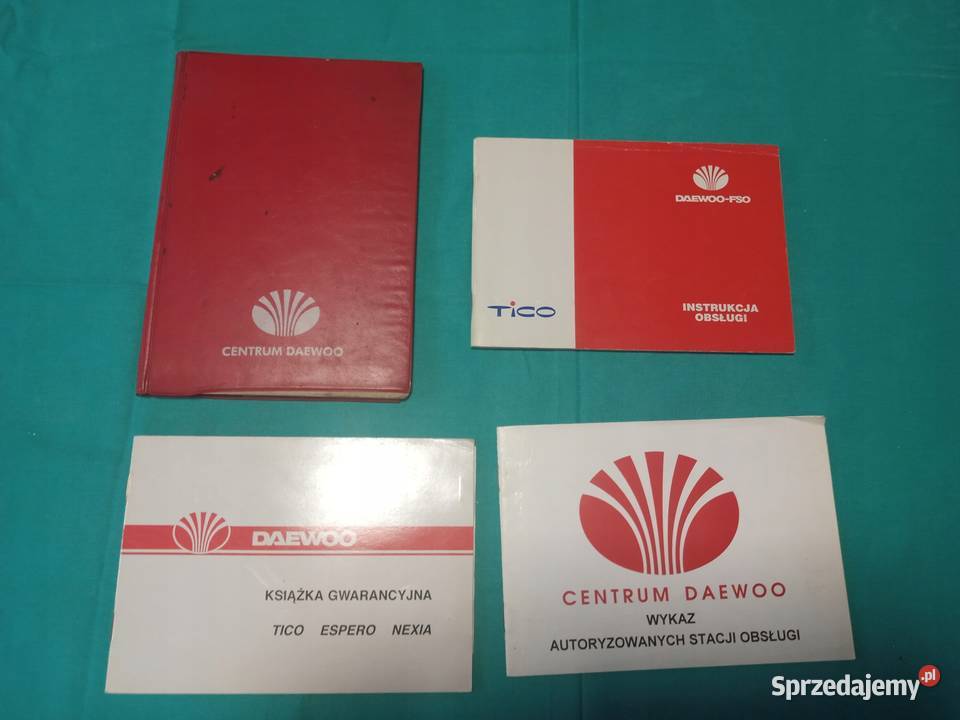 CENTRUM DAEWOO
DAEWOO-FSO
TICO
INSTRUKCJA
OBSŁUGI
DAEWOO
KSIĄŻKA GWARANCYJNA
TICO ESPERO NEXIA
CENTRUM DAEWOO
WYKAZ
AUTORYZOWANYCH STACJI OBSŁUGI
Sprzedajemy.pl